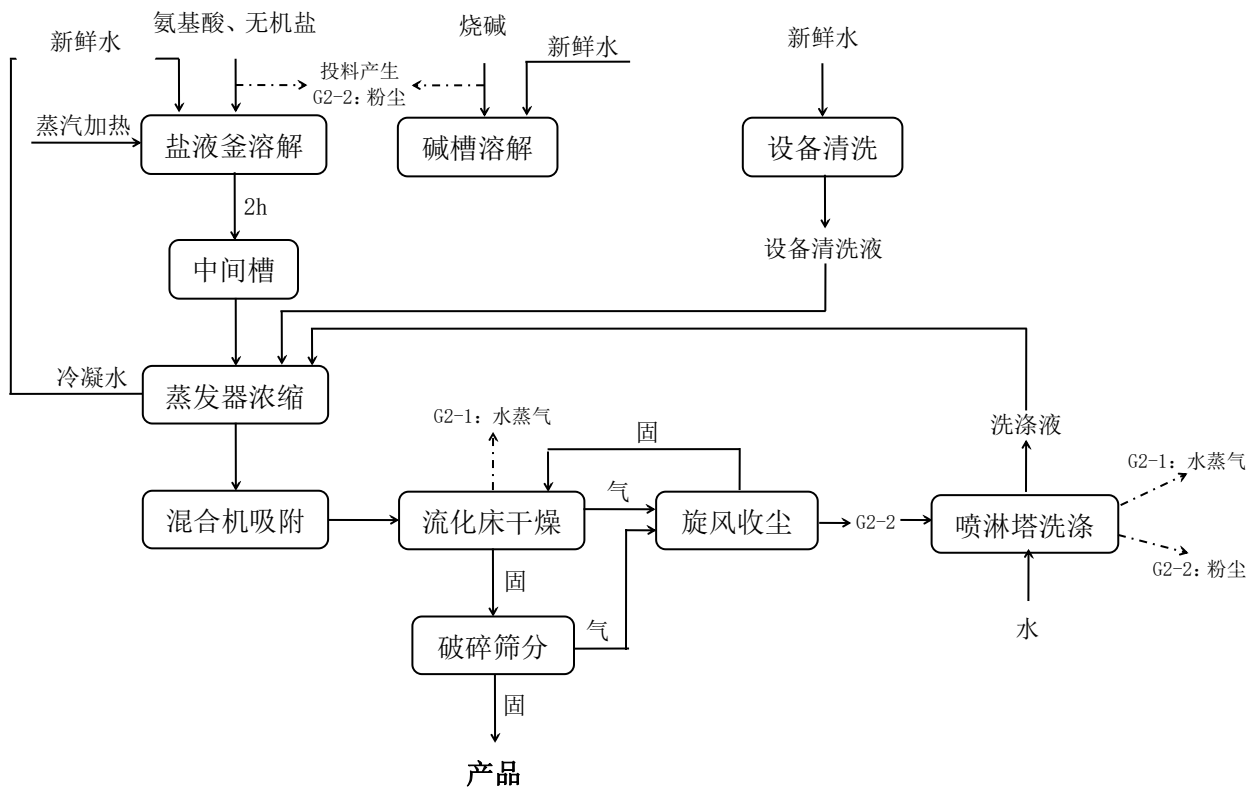 氨基酸、无机盐
烧碱
新鲜水
新鲜水
新鲜水
投料产生
G2-2：粉尘
蒸汽加热
盐液釜溶解
碱槽溶解
设备清洗
2h
设备清洗液
中间槽
冷凝水
蒸发器浓缩
G2-1：水蒸气
固
洗涤液
G2-1：水蒸气
气
混合机吸附
流化床干燥
旋风收尘
G2-2
喷淋塔洗涤
G2-2：粉尘
固
气
水
破碎筛分
固
产品